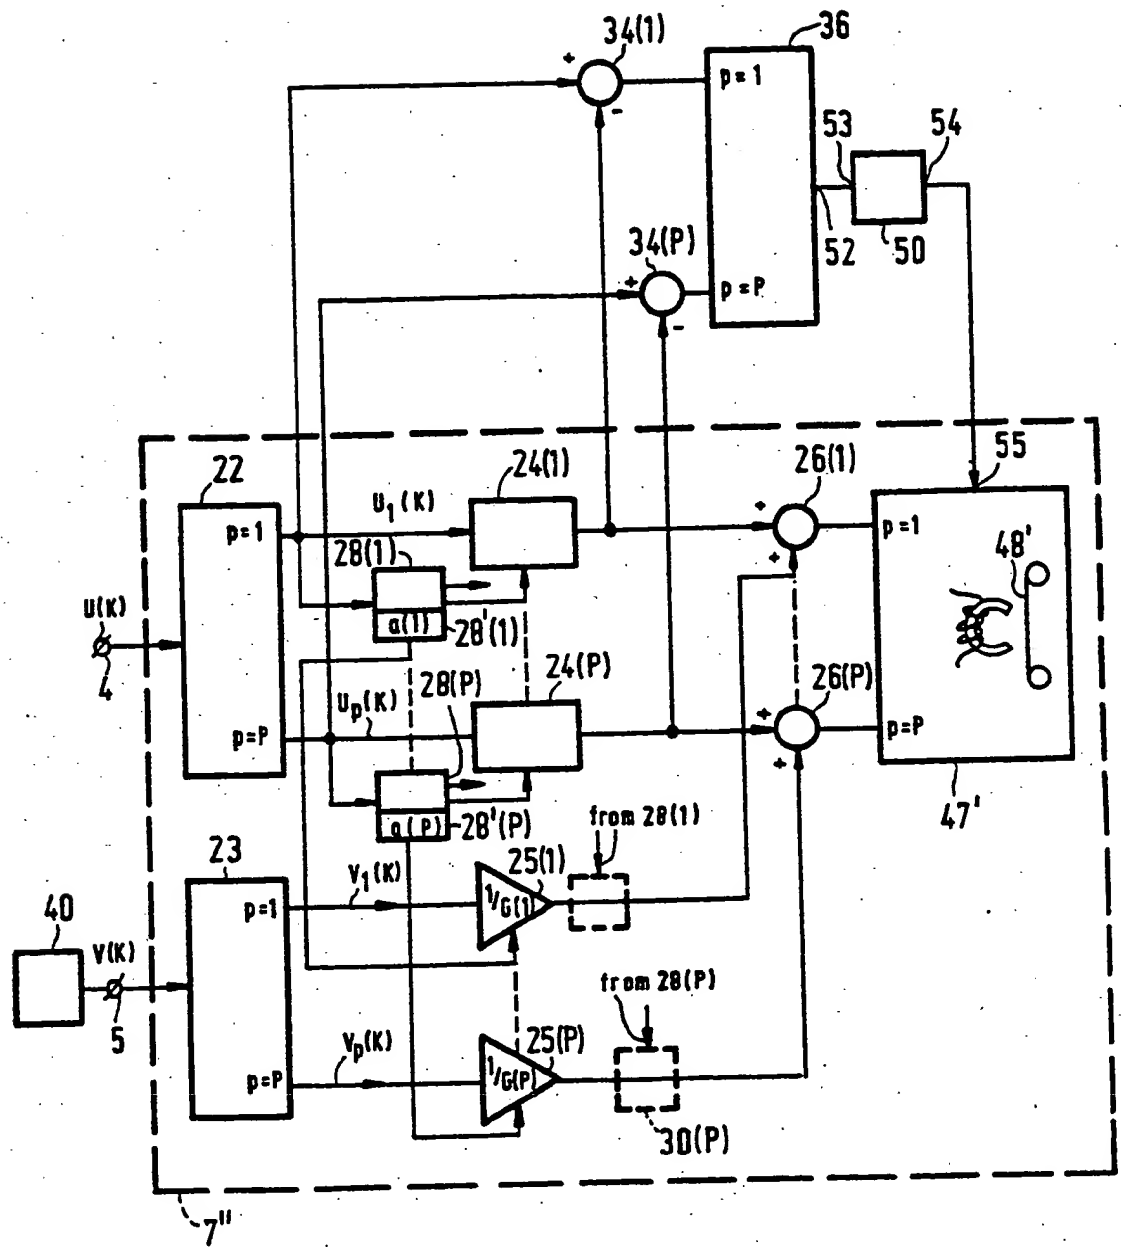 34(1)
36
+
-
p=1
53
54
34(P)
+
-
p=P
52
50
22
24(1)
26(1)
55
p=1
U₁(K)
+
+
p=1
28(1)
48'
U(K)
a(1)
28'(1)
4
28(P)
24(P)
26(P)
Up(K)
p=P
+
+
p=P
a(P)
28'(P)
from 28(1)
47'
23
V₁(K)
25(1)
p=1
1/G(1)
40
V(K)
from 28(P)
5
Vp(K)
25(P)
p=P
1/G(P)
30(P)
7"